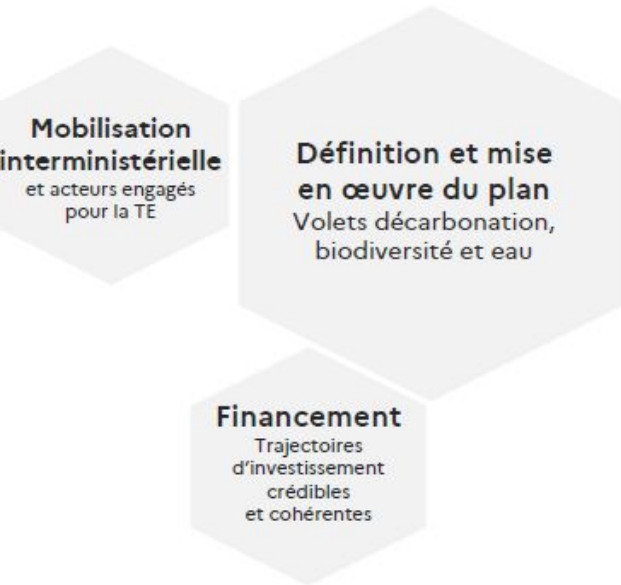 Mobilisation
interministérielle
et acteurs engagés
pour la TE
Définition et mise
en œuvre du plan
Volets décarbonation,
biodiversité et eau
Financement
Trajectoires
d’investissement
crédibles
et cohérentes